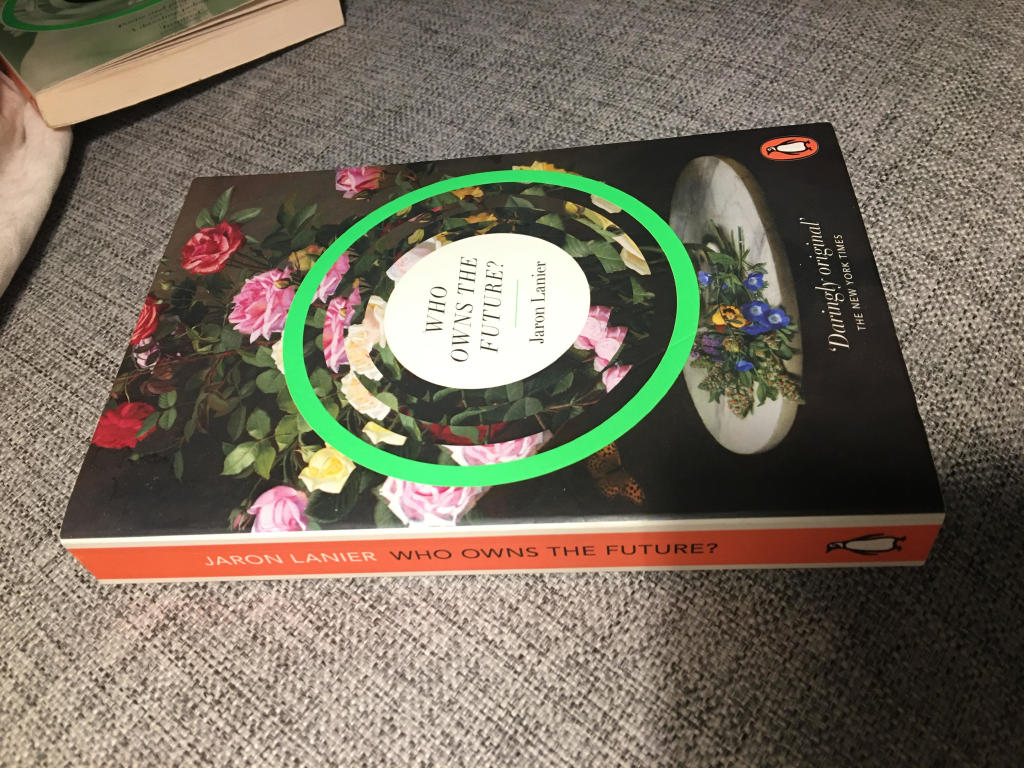 WHO
OWNS THE
FUTURE?
Jaron Lanier
'Daringly original'
THE NEW YORK TIMES
JARON LANIER WHO OWNS THE FUTURE?